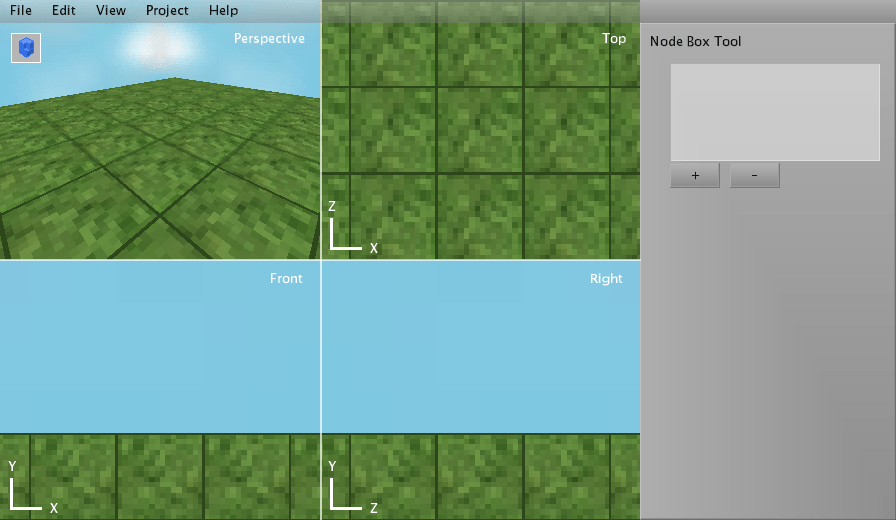 File Edit View Project Help
Perspective
Top
Node Box Tool
+ -
Z
X
Front
Right
Y
X
Y
Z